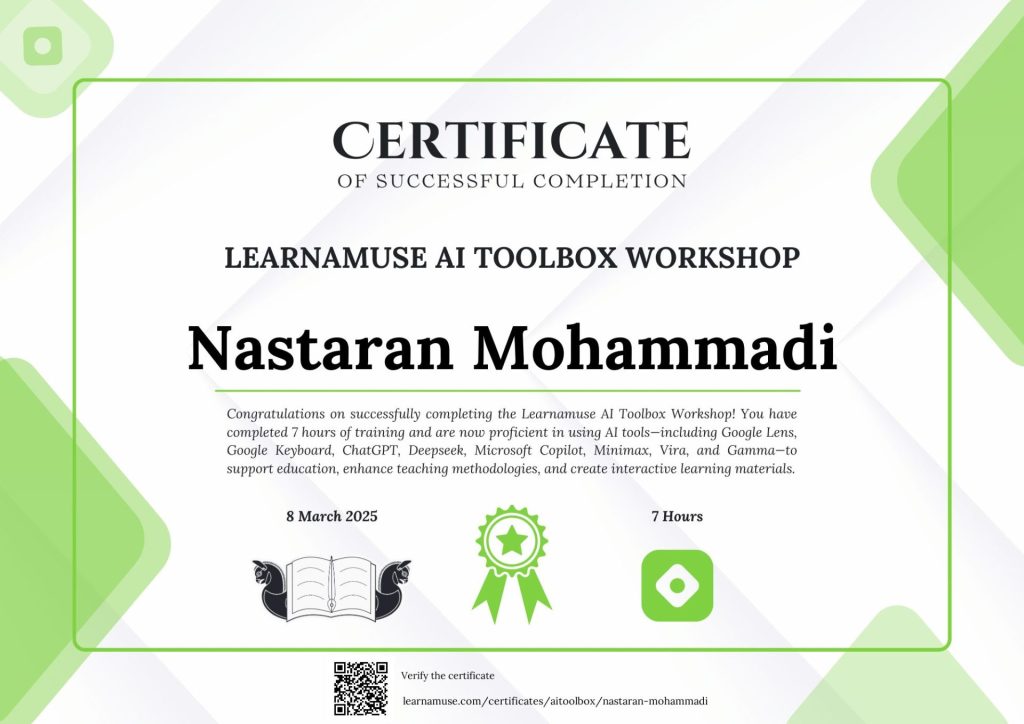 CERTIFICATE
OF SUCCESSFUL COMPLETION
LEARNAMUSE AI TOOLBOX WORKSHOP
Nastaran Mohammadi
Congratulations on successfully completing the Learnamuse AI Toolbox Workshop! You have
completed 7 hours of training and are now proficient in using AI tools—including Google Lens,
Google Keyboard, ChatGPT, Deepseek, Microsoft Copilot, Minimax, Vira, and Gamma—to
support education, enhance teaching methodologies, and create interactive learning materials.
8 March 2025
7 Hours
Verify the certificate
learnamuse.com/certificates/aitoolbox/nastaran-mohammadi